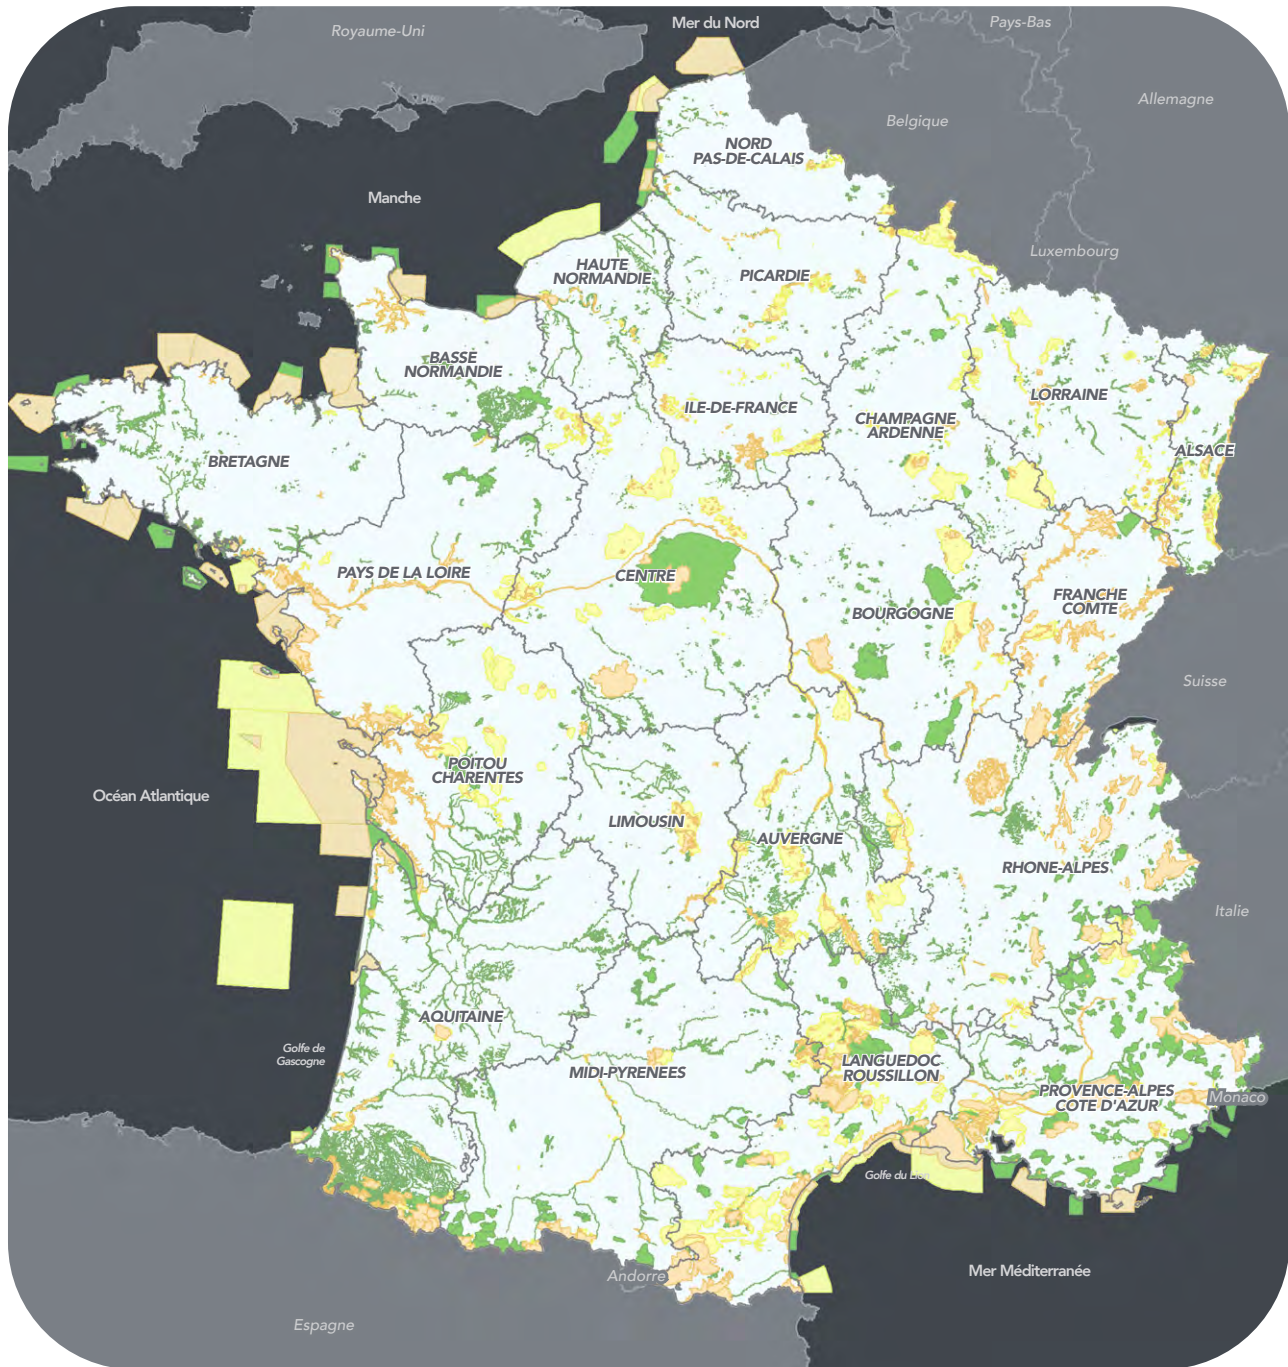 Mer du Nord
Pays-Bas
Royaume-Uni
Allemagne
Belgique
NORD
PAS-DE-CALAIS
Manche
Luxembourg
HAUTE
NORMANDIE
PICARDIE
BASSE
NORMANDIE
ILE-DE-FRANCE
CHAMPAGNE
ARDENNE
LORRAINE
ALSACE
BRETAGNE
PAYS DE LA LOIRE
CENTRE
BOURGOGNE
FRANCHE
COMTE
Suisse
POITOU
CHARENTES
Océan Atlantique
LIMOUSIN
AUVERGNE
RHONE-ALPES
Italie
AQUITAINE
Golfe de
Gascogne
MIDI-PYRENEES
LANGUEDOC
ROUSSILLON
PROVENCE-ALPES
COTE D'AZUR
Monaco
Golfe du Lion
Mer Méditerranée
Andorre
Espagne